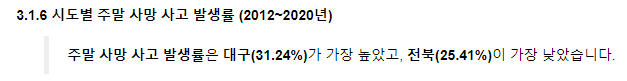 3.1.6 시도별 주말 사망 사고 발생률 (2012~2020년)
주말 사망 사고 발생률은 대구(31.24%)가 가장 높았고, 전북(25.41%)이 가장 낮았습니다.